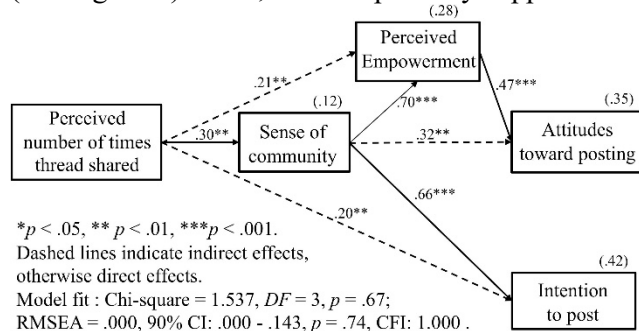 (.28)
Perceived
Empowerment
.21**
.47***
(.12)
.70***
(.35)
Perceived
number of times
thread shared
.30**
Sense of
community
.32**
Attitudes
toward posting
.66***
.20**
*p < .05, ** p < .01, ***p < .001.
Dashed lines indicate indirect effects,
otherwise direct effects.
(.42)
Model fit : Chi-square = 1.537, DF = 3, p = .67;
RMSEA = .000, 90% CI: .000 - .143, p = .74, CFI: 1.000 .
Intention
to post